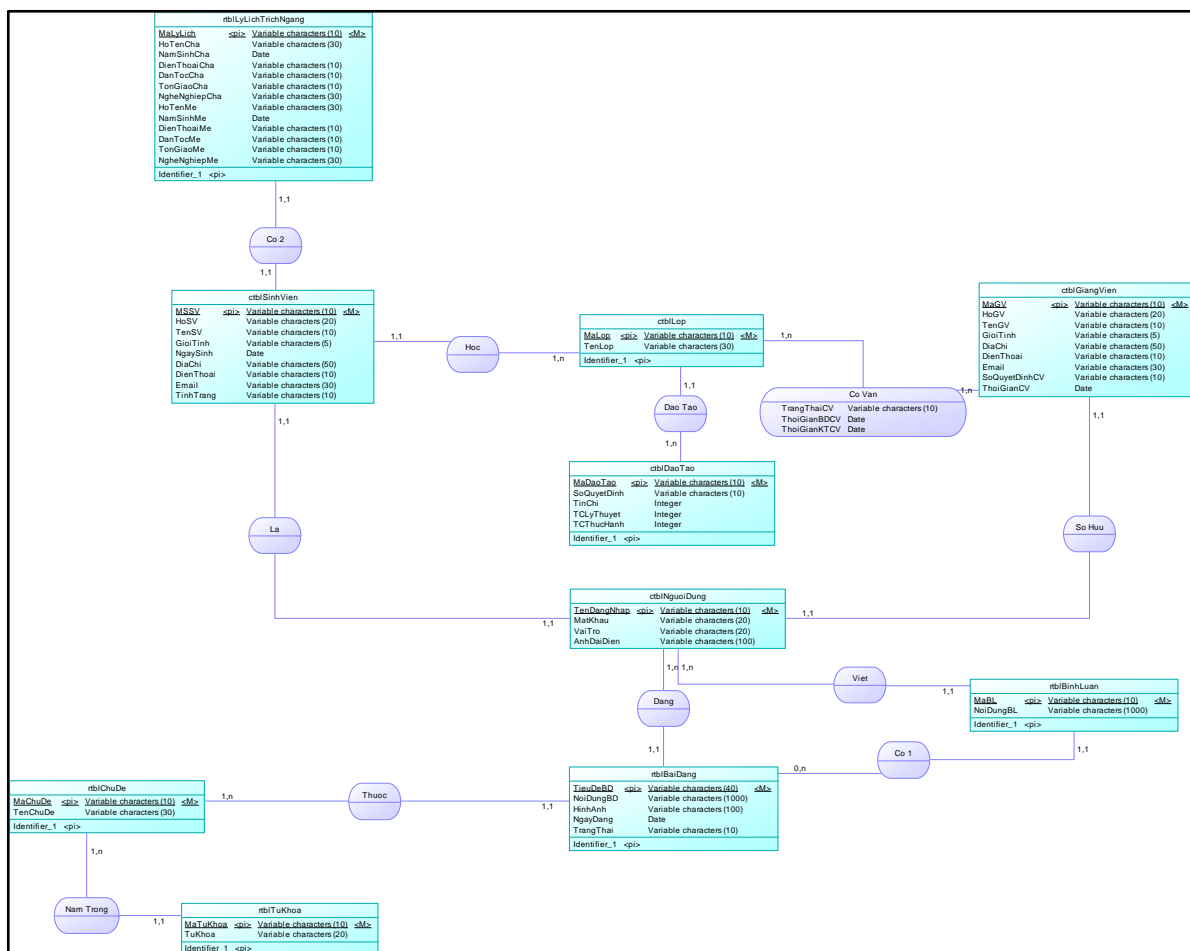 rtblLyLichTrichNgang
MaLyLich <pi> Variable characters (10) <M>
HoTenCha Variable characters (30)
NamSinhCha Date
DienThoaiCha Variable characters (10)
DanTocCha Variable characters (10)
TonGiaoCha Variable characters (10)
NgheNghiepCha Variable characters (30)
HoTenMe Variable characters (30)
NamSinhMe Date
DienThoaiMe Variable characters (10)
DanTocMe Variable characters (10)
TonGiaoMe Variable characters (10)
NgheNghiepMe Variable characters (30)
Identifier_1 <pi>
1,1
Co 2
1,1
ctblSinhVien
MSSV <pi> Variable characters (10) <M>
HoSV Variable characters (20)
TenSV Variable characters (10)
GioiTinh Variable characters (5)
NgaySinh Date
DiaChi Variable characters (50)
DienThoai Variable characters (10)
Email Variable characters (30)
TinhTrang Variable characters (10)
1,1
Hoc
1,n
ctblLop
MaLop <pi> Variable characters (10) <M>
TenLop Variable characters (30)
Identifier_1 <pi>
1,n
ctblGiangVien
MaGV <pi> Variable characters (10) <M>
HoGV Variable characters (20)
TenGV Variable characters (10)
GioiTinh Variable characters (5)
DiaChi Variable characters (50)
DienThoai Variable characters (10)
Email Variable characters (30)
SoQuyetDinhCV Variable characters (10)
ThoiGianCV Date
Co Van
TrangThaiCV Variable characters (10)
ThoiGianBDCV Date
ThoiGianKTCV Date
1,n
1,1
Dao Tao
1,n
ctblDaoTao
MaDaoTao <pi> Variable characters (10) <M>
SoQuyetDinh Variable characters (10)
TinChi Integer
TCLyThuyet Integer
TCThucHanh Integer
Identifier_1 <pi>
1,1
La
1,1
1,1
So Huu
1,1
ctblNguoiDung
TenDangNhap <pi> Variable characters (10) <M>
MatKhau Variable characters (20)
VaiTro Variable characters (20)
AnhDaiDien Variable characters (100)
1,n
1,n
Viet
1,1
rtblBinhLuan
MaBL <pi> Variable characters (10) <M>
NoiDungBL Variable characters (1000)
Identifier_1 <pi>
Dang
1,1
1,1
Co 1
0,n
rtblBaiDang
TieuDeBD <pi> Variable characters (40) <M>
NoiDungBD Variable characters (1000)
HinhAnh Variable characters (100)
NgayDang Date
TrangThai Variable characters (10)
Identifier_1 <pi>
1,1
Thuoc
1,n
rtblChuDe
MaChuDe <pi> Variable characters (10) <M>
TenChuDe Variable characters (30)
Identifier_1 <pi>
1,n
Nam Trong
1,1
rtblTuKhoa
MaTuKhoa <pi> Variable characters (10) <M>
TuKhoa Variable characters (20)
Identifier_1 <pi>